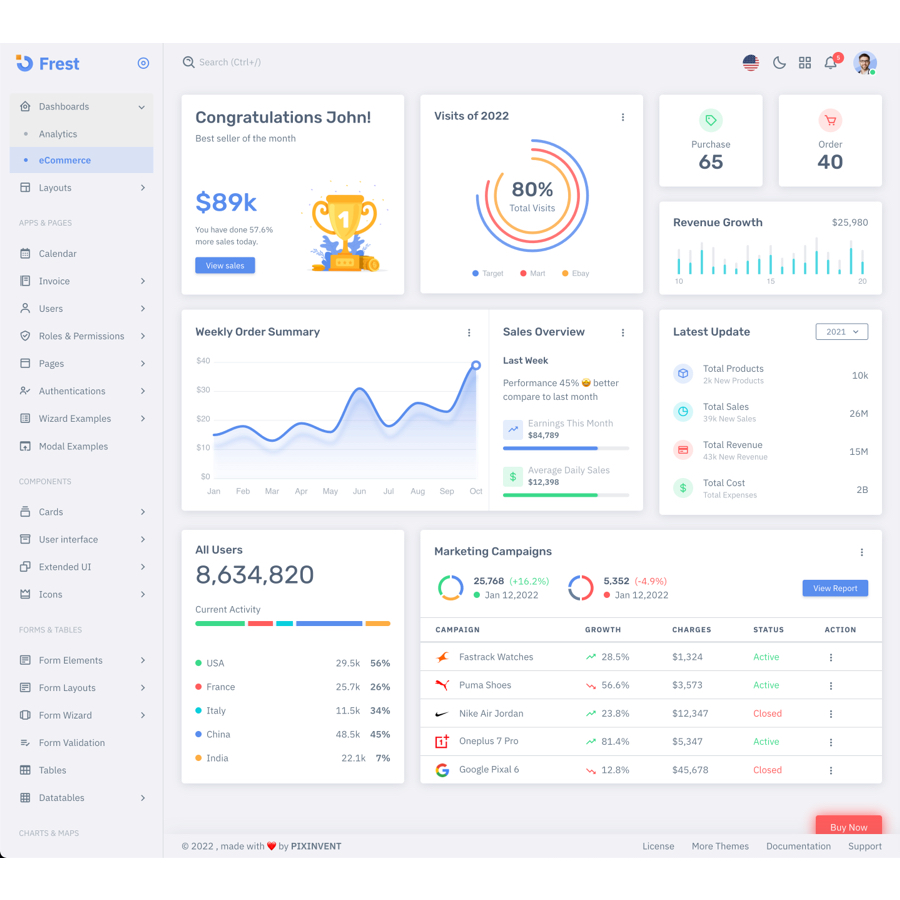 Frest
Search (Ctrl+/)
5
Dashboards
Analytics
eCommerce
Layouts
APPS & PAGES
Calendar
Invoice
Users
Roles & Permissions
Pages
Authentications
Wizard Examples
Modal Examples
COMPONENTS
Cards
User interface
Extended UI
Icons
FORMS & TABLES
Form Elements
Form Layouts
Form Wizard
Form Validation
Tables
Datatables
CHARTS & MAPS
Congratulations John!
Best seller of the month
$89k
You have done 57.6%
more sales today.
View sales
1
Visits of 2022
80%
Total Visits
Target Mart Ebay
Purchase
65
Order
40
Revenue Growth $25,980
10 15 20
Weekly Order Summary
$40
$30
$20
$10
$0
Jan Feb Mar Apr May Jun Jul Aug Sep Oct
Sales Overview
Last Week
Performance 45% 🤩 better
compare to last month
Earnings This Month
$84,789
$
Average Daily Sales
$12,398
Latest Update 2021
Total Products
2k New Products
10k
Total Sales
39k New Sales
26M
Total Revenue
43k New Revenue
15M
$
Total Cost
Total Expenses
2B
All Users
8,634,820
Current Activity
USA 29.5k 56%
France 25.7k 26%
Italy 11.5k 34%
China 48.5k 45%
India 22.1k 7%
Marketing Campaigns
25,768 (+16.2%)
Jan 12,2022
5,352 (-4.9%)
Jan 12,2022
View Report
CAMPAIGN GROWTH CHARGES STATUS ACTION
Fastrack Watches 28.5% $1,324 Active
Puma Shoes 56.6% $3,573 Active
Nike Air Jordan 23.8% $12,347 Closed
1+ Oneplus 7 Pro 81.4% $5,347 Active
G Google Pixal 6 12.8% $45,678 Closed
Buy Now
© 2022 , made with ❤️ by PIXINVENT
License More Themes Documentation Support